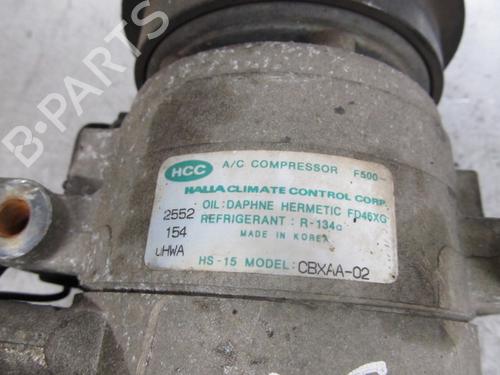 B-PARTS
HCC
A/C COMPRESSOR F500-
HALLA CLIMATE CONTROL CORP.
OIL:DAPHNE HERMETIC FD46XG
REFRIGERANT : R-134a
MADE IN KOREA
2552
154
UHWA
HS-15 MODEL: CBXAA-02